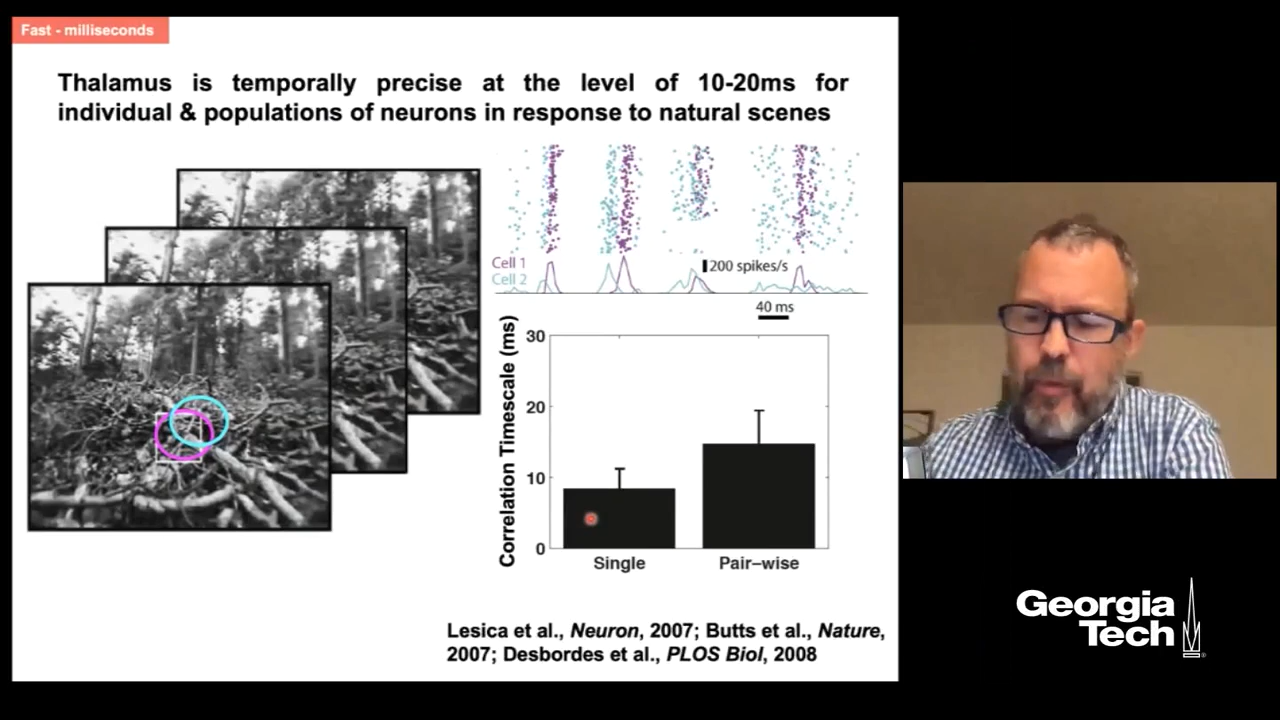 Fast - milliseconds
Thalamus is temporally precise at the level of 10-20ms for
individual & populations of neurons in response to natural scenes
Cell 1
Cell 2
200 spikes/s
40 ms
Correlation Timescale (ms)
30
20
10
0
Single
Pair–wise
Lesica et al., Neuron, 2007; Butts et al., Nature,
2007; Desbordes et al., PLOS Biol, 2008
Georgia
Tech